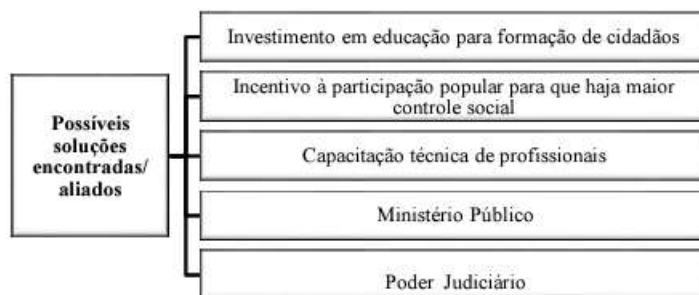 Possíveis
soluções
encontradas/
aliados
Investimento em educação para formação de cidadãos
Incentivo à participação popular para que haja maior
controle social
Capacitação técnica de profissionais
Ministério Público
Poder Judiciário